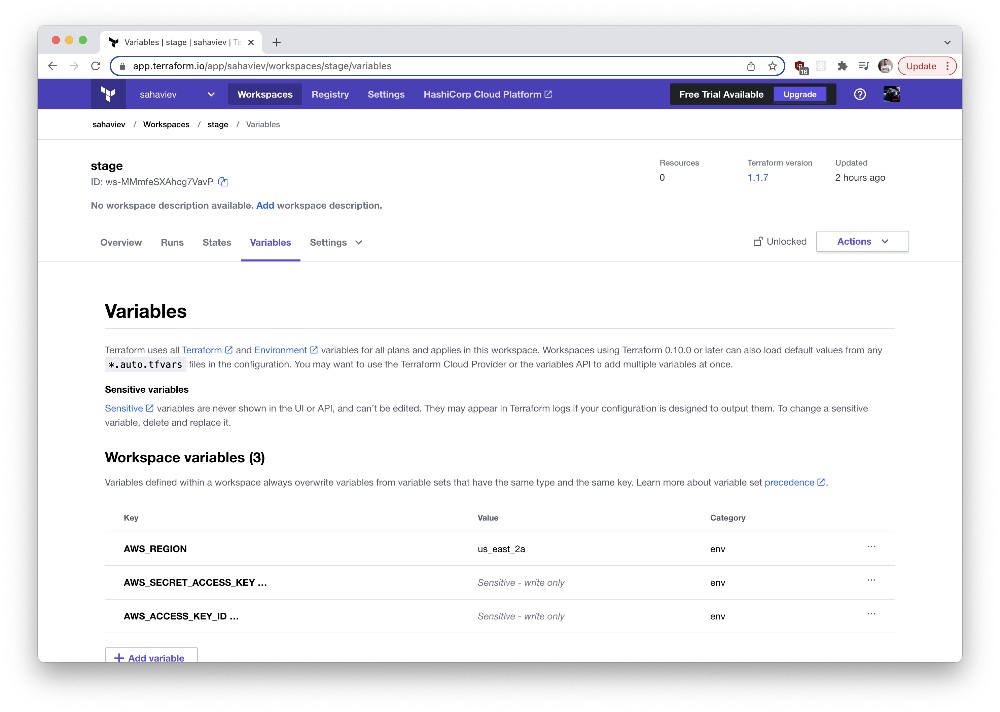 Variables | stage | sahaviev | Te
app.terraform.io/app/sahaviev/workspaces/stage/variables
Update
sahaviev
Workspaces
Registry
Settings
HashiCorp Cloud Platform
Free Trial Available
Upgrade
sahaviev / Workspaces / stage / Variables
stage
ID: ws-MMmfeSXAhcg7VavP
No workspace description available. Add workspace description.
Resources
0
Terraform version
1.1.7
Updated
2 hours ago
Overview
Runs
States
Variables
Settings
Unlocked
Actions
Variables
Terraform uses all Terraform and Environment variables for all plans and applies in this workspace. Workspaces using Terraform 0.10.0 or later can also load default values from any
*.auto.tfvars files in the configuration. You may want to use the Terraform Cloud Provider or the variables API to add multiple variables at once.
Sensitive variables
Sensitive variables are never shown in the UI or API, and can't be edited. They may appear in Terraform logs if your configuration is designed to output them. To change a sensitive
variable, delete and replace it.
Workspace variables (3)
Variables defined within a workspace always overwrite variables from variable sets that have the same type and the same key. Learn more about variable set precedence.
Key Value Category
AWS_REGION us_east_2a env ...
AWS_SECRET_ACCESS_KEY ... Sensitive - write only env ...
AWS_ACCESS_KEY_ID ... Sensitive - write only env ...
+ Add variable